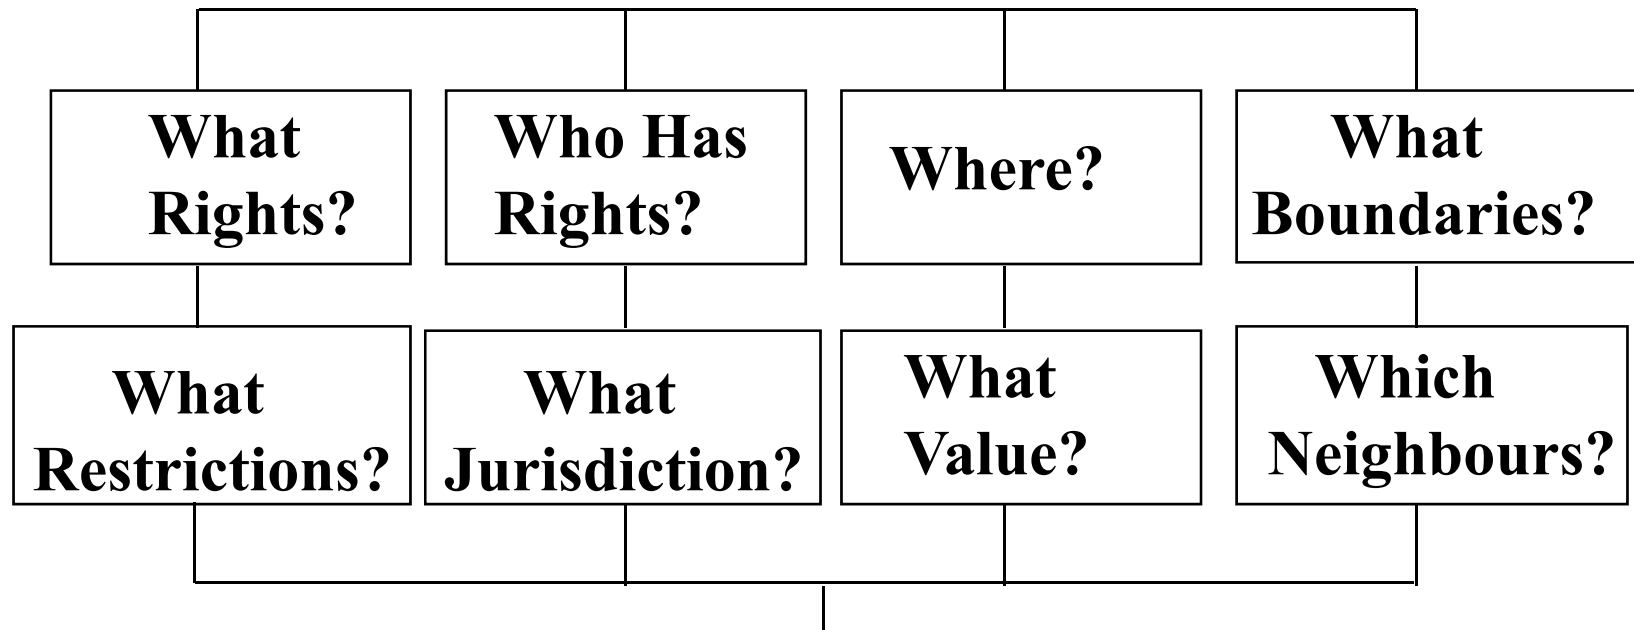 What
Rights?
Who Has
Rights?
Where?
What
Boundaries?
What
Restrictions?
What
Jurisdiction?
What
Value?
Which
Neighbours?